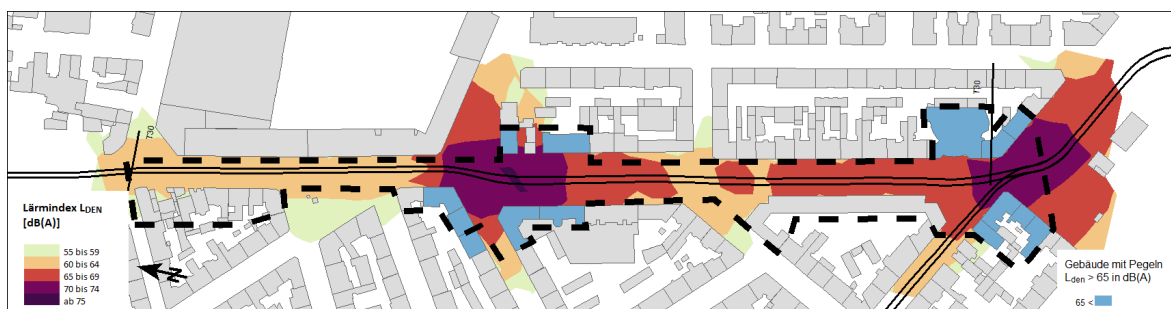 730
730
Lärmindex LDEN
[dB(A)]
55 bis 59
60 bis 64
65 bis 69
70 bis 74
ab 75
N
Gebäude mit Pegeln
Lden > 65 in dB(A)
65 <